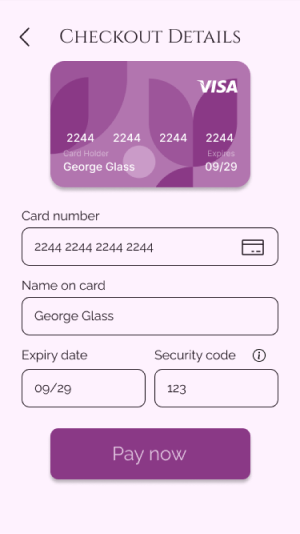 Checkout Details
VISA
2244 2244 2244 2244
Card Holder Expires
George Glass 09/29
Card number
2244 2244 2244 2244
Name on card
George Glass
Expiry date Security code
09/29 123
Pay now